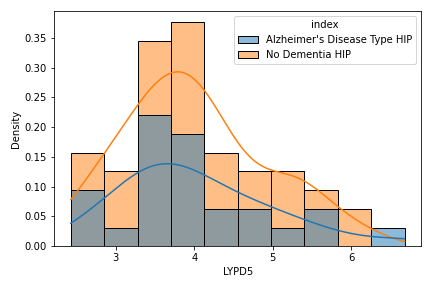 index
Alzheimer's Disease Type HIP
No Dementia HIP
Density
0.35
0.30
0.25
0.20
0.15
0.10
0.05
0.00
3 4 5 6
LYPD5